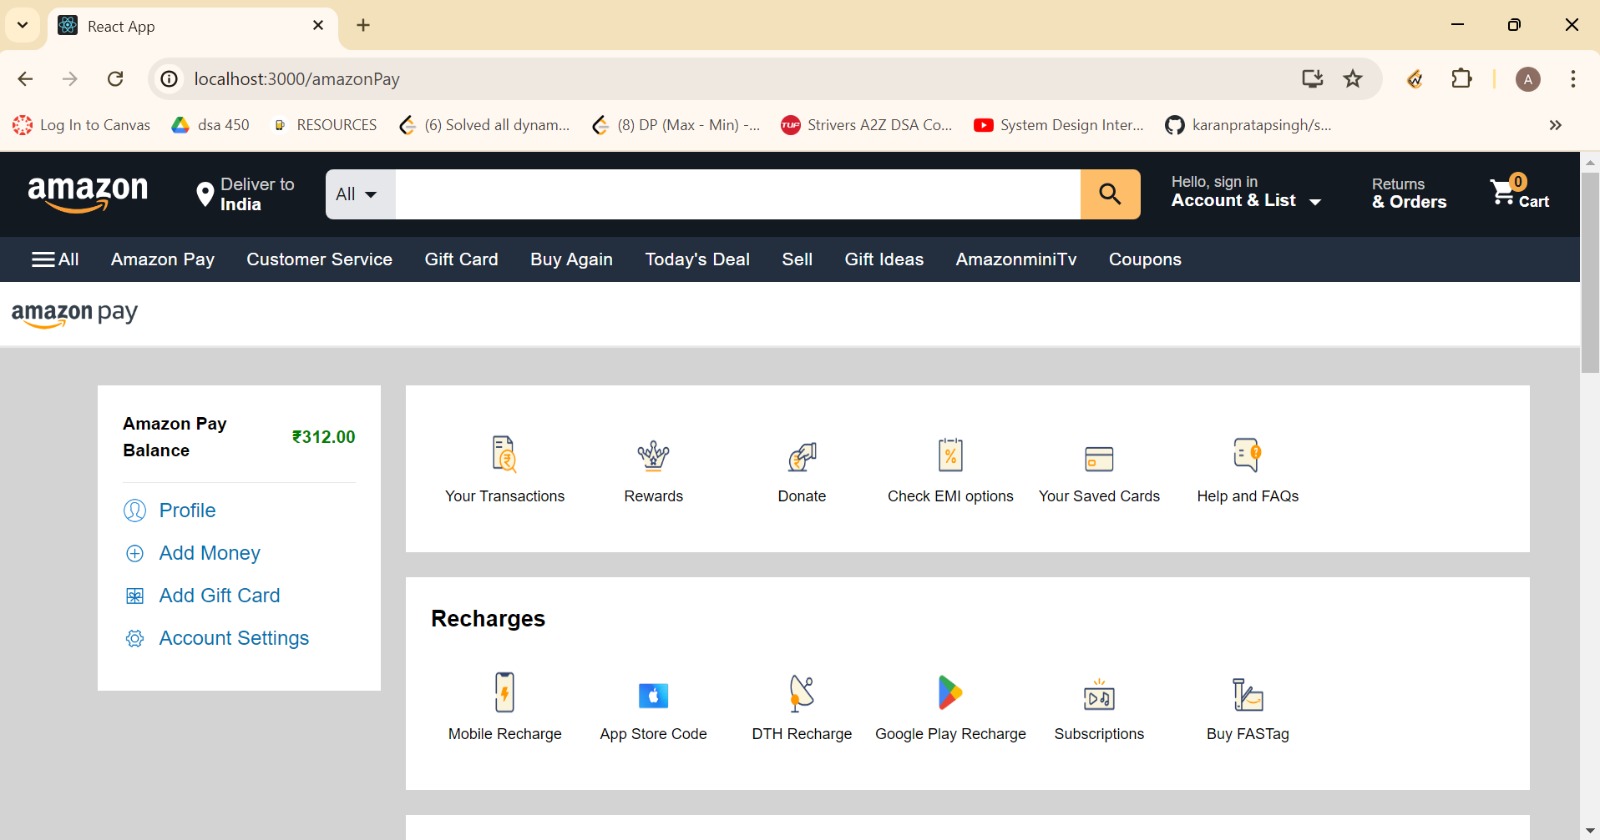 React App
localhost:3000/amazonPay
A
Log In to Canvas
dsa 450
RESOURCES
(6) Solved all dynam...
(8) DP (Max - Min) -...
TUF
Strivers A2Z DSA Co...
System Design Inter...
karanpratapsingh/s...
amazon
Deliver to
India
All
Hello, sign in
Account & List
Returns
& Orders
0
Cart
All
Amazon Pay
Customer Service
Gift Card
Buy Again
Today's Deal
Sell
Gift Ideas
AmazonminiTv
Coupons
amazon pay
Amazon Pay
Balance
₹312.00
Profile
Add Money
Add Gift Card
Account Settings
Your Transactions
Rewards
Donate
Check EMI options
Your Saved Cards
Help and FAQs
Recharges
Mobile Recharge
App Store Code
DTH Recharge
Google Play Recharge
Subscriptions
Buy FASTag